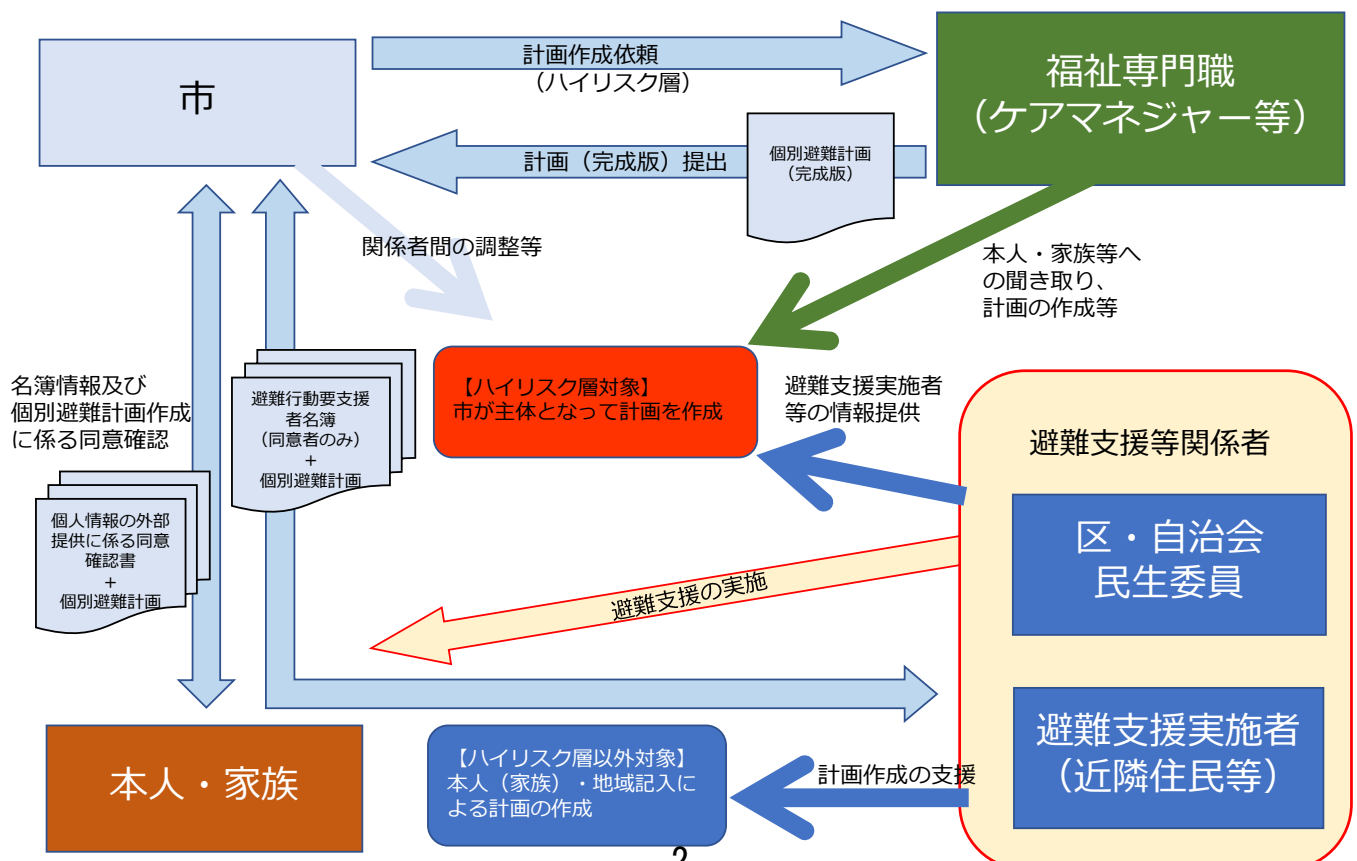 市
計画作成依頼
（ハイリスク層）
福祉専門職
（ケアマネジャー等）
計画（完成版）提出
個別避難計画
（完成版）
関係者間の調整等
本人・家族等へ
の聞き取り、
計画の作成等
名簿情報及び
個別避難計画作成
に係る同意確認
避難行動要支援
者名簿
（同意者のみ）
+
個別避難計画
【ハイリスク層対象】
市が主体となって計画を作成
避難支援実施者
等の情報提供
避難支援等関係者
個人情報の外部
提供に係る同意
確認書
+
個別避難計画
区・自治会
民生委員
避難支援の実施
本人・家族
【ハイリスク層以外対象】
本人（家族）・地域記入に
よる計画の作成
計画作成の支援
避難支援実施者
（近隣住民等）
2